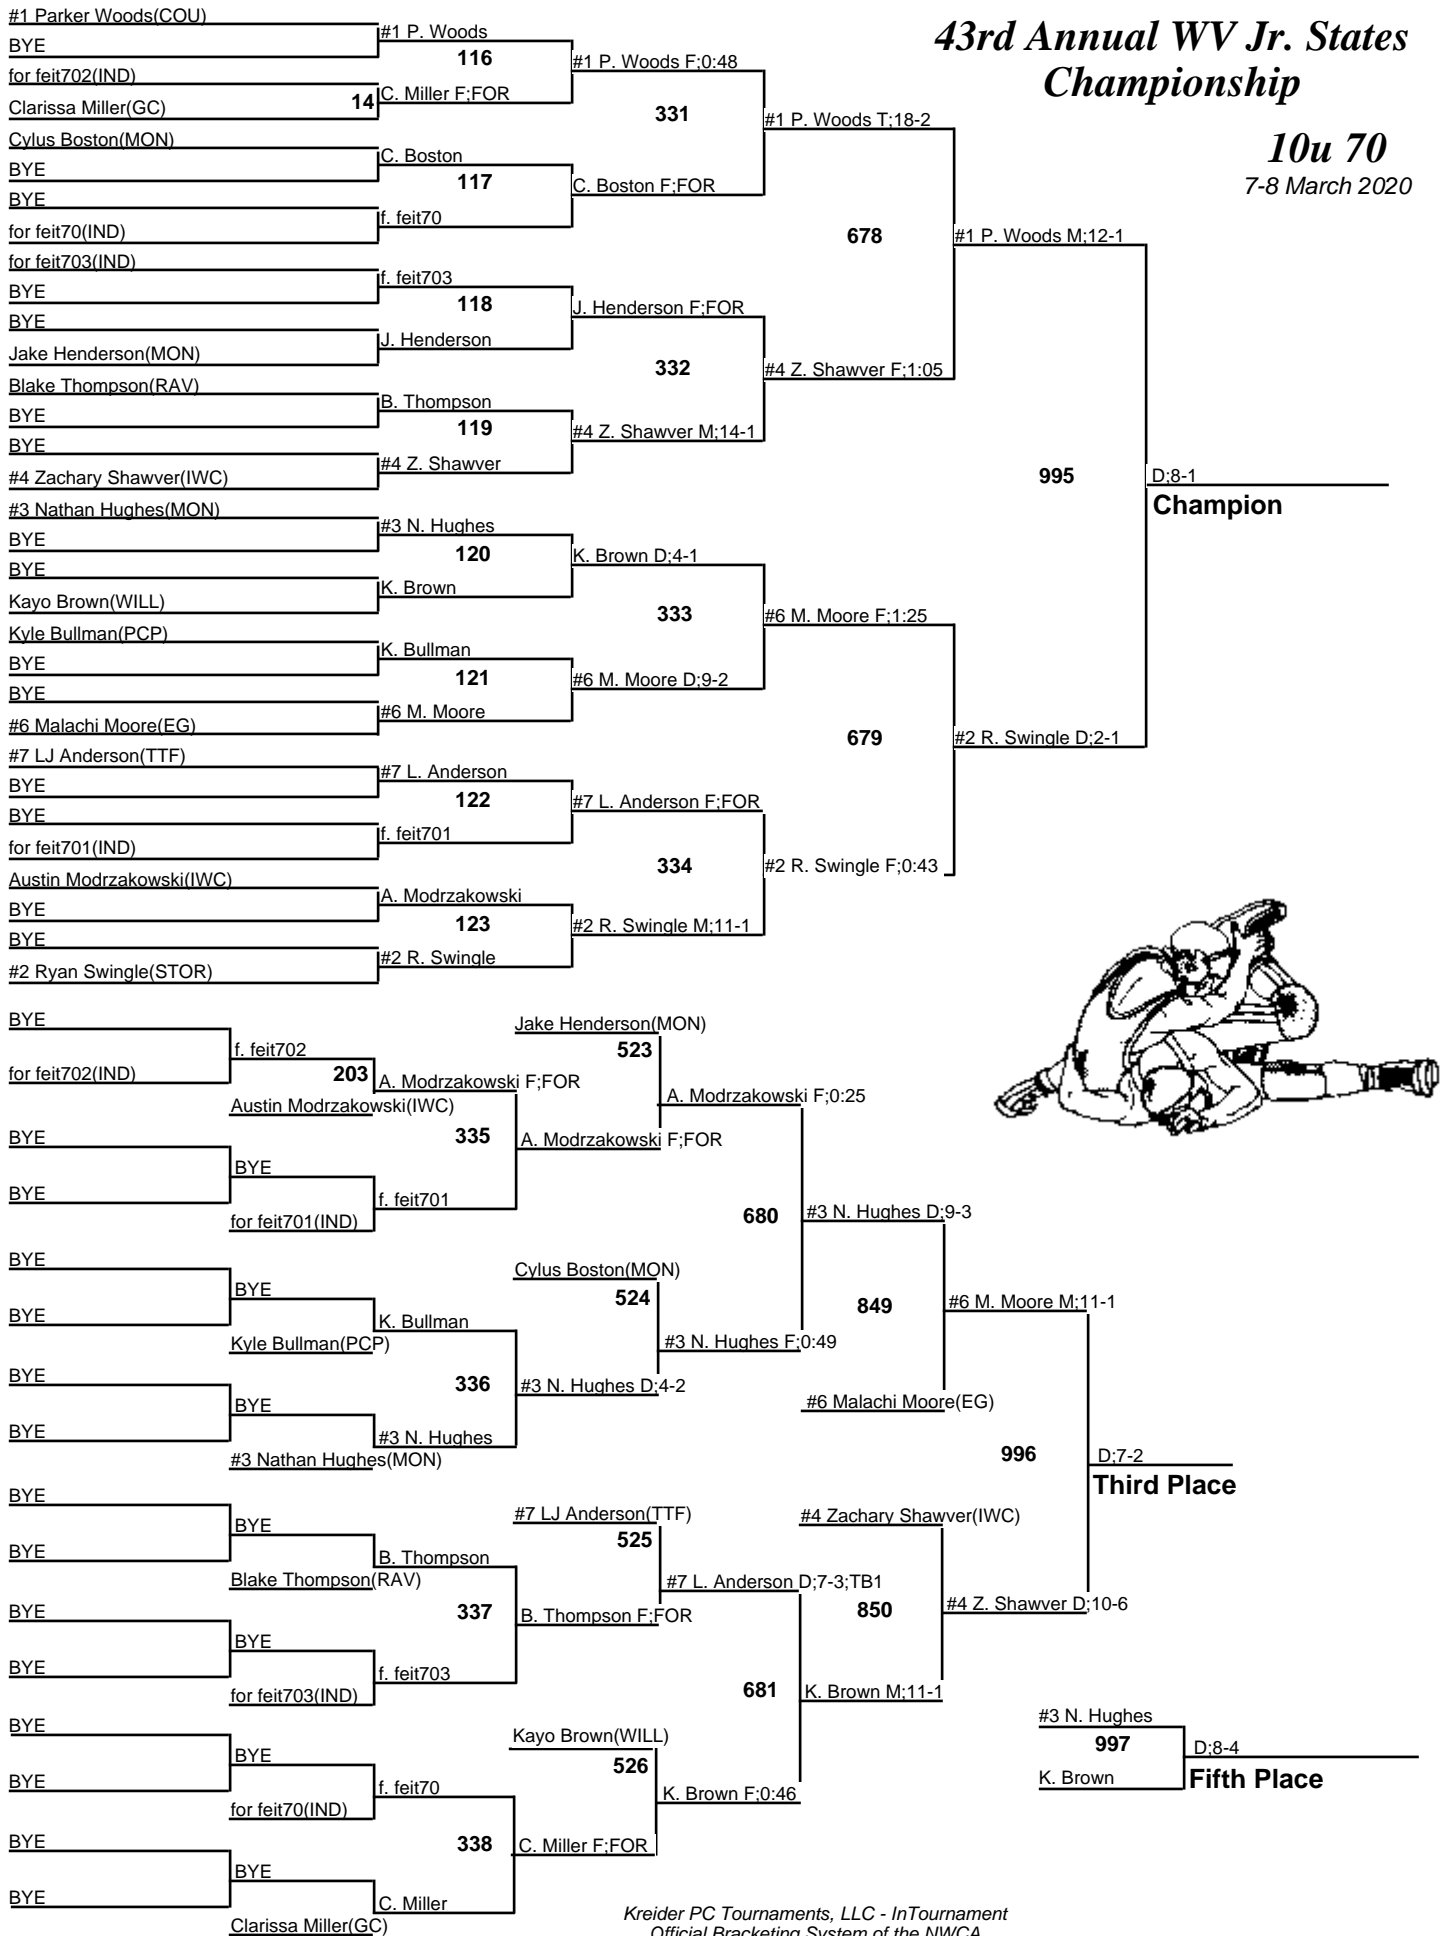 43rd Annual WV Jr. States
Championship
10u 70
7-8 March 2020
#1 Parker Woods(COU)
BYE
for feit702(IND)
Clarissa Miller(GC)
Cylus Boston(MON)
BYE
BYE
for feit70(IND)
for feit703(IND)
BYE
BYE
Jake Henderson(MON)
Blake Thompson(RAV)
BYE
BYE
#4 Zachary Shawver(IWC)
#3 Nathan Hughes(MON)
BYE
BYE
Kayo Brown(WILL)
Kyle Bullman(PCP)
BYE
BYE
#6 Malachi Moore(EG)
#7 LJ Anderson(TTF)
BYE
BYE
for feit701(IND)
Austin Modrzakowski(IWC)
BYE
BYE
#2 Ryan Swingle(STOR)
14
#1 P. Woods
116
C. Miller F;FOR
C. Boston
117
f. feit70
f. feit703
118
J. Henderson
B. Thompson
119
#4 Z. Shawver
#3 N. Hughes
120
K. Brown
K. Bullman
121
#6 M. Moore
#7 L. Anderson
122
f. feit701
A. Modrzakowski
123
#2 R. Swingle
#1 P. Woods F;0:48
331
C. Boston F;FOR
J. Henderson F;FOR
332
#4 Z. Shawver M;14-1
K. Brown D;4-1
333
#6 M. Moore D;9-2
#7 L. Anderson F;FOR
334
#2 R. Swingle M;11-1
#1 P. Woods T;18-2
678
#4 Z. Shawver F;1:05
#6 M. Moore F;1:25
679
#2 R. Swingle F;0:43
#1 P. Woods M;12-1
995
#2 R. Swingle D;2-1
D;8-1
Champion
BYE
for feit702(IND)
BYE
BYE
BYE
BYE
BYE
BYE
BYE
BYE
BYE
BYE
BYE
BYE
BYE
BYE
f. feit702
203
Austin Modrzakowski(IWC)
BYE
for feit701(IND)
BYE
Kyle Bullman(PCP)
BYE
#3 Nathan Hughes(MON)
BYE
Blake Thompson(RAV)
BYE
for feit703(IND)
BYE
for feit70(IND)
BYE
Clarissa Miller(GC)
A. Modrzakowski F;FOR
335
f. feit701
K. Bullman
336
#3 N. Hughes
B. Thompson
337
f. feit703
f. feit70
338
C. Miller
Jake Henderson(MON)
523
A. Modrzakowski F;FOR
Cylus Boston(MON)
524
#3 N. Hughes D;4-2
#7 LJ Anderson(TTF)
525
B. Thompson F;FOR
Kayo Brown(WILL)
526
C. Miller F;FOR
A. Modrzakowski F;0:25
680
#3 N. Hughes F;0:49
#7 L. Anderson D;7-3;TB1
681
K. Brown F;0:46
#3 N. Hughes D;9-3
849
#6 Malachi Moore(EG)
#4 Zachary Shawver(IWC)
850
K. Brown M;11-1
#6 M. Moore M;11-1
996
#4 Z. Shawver D;10-6
D;7-2
Third Place
#3 N. Hughes
997
K. Brown
D;8-4
Fifth Place
Kreider PC Tournaments, LLC - InTournament
Official Bracketing System of the NWCA